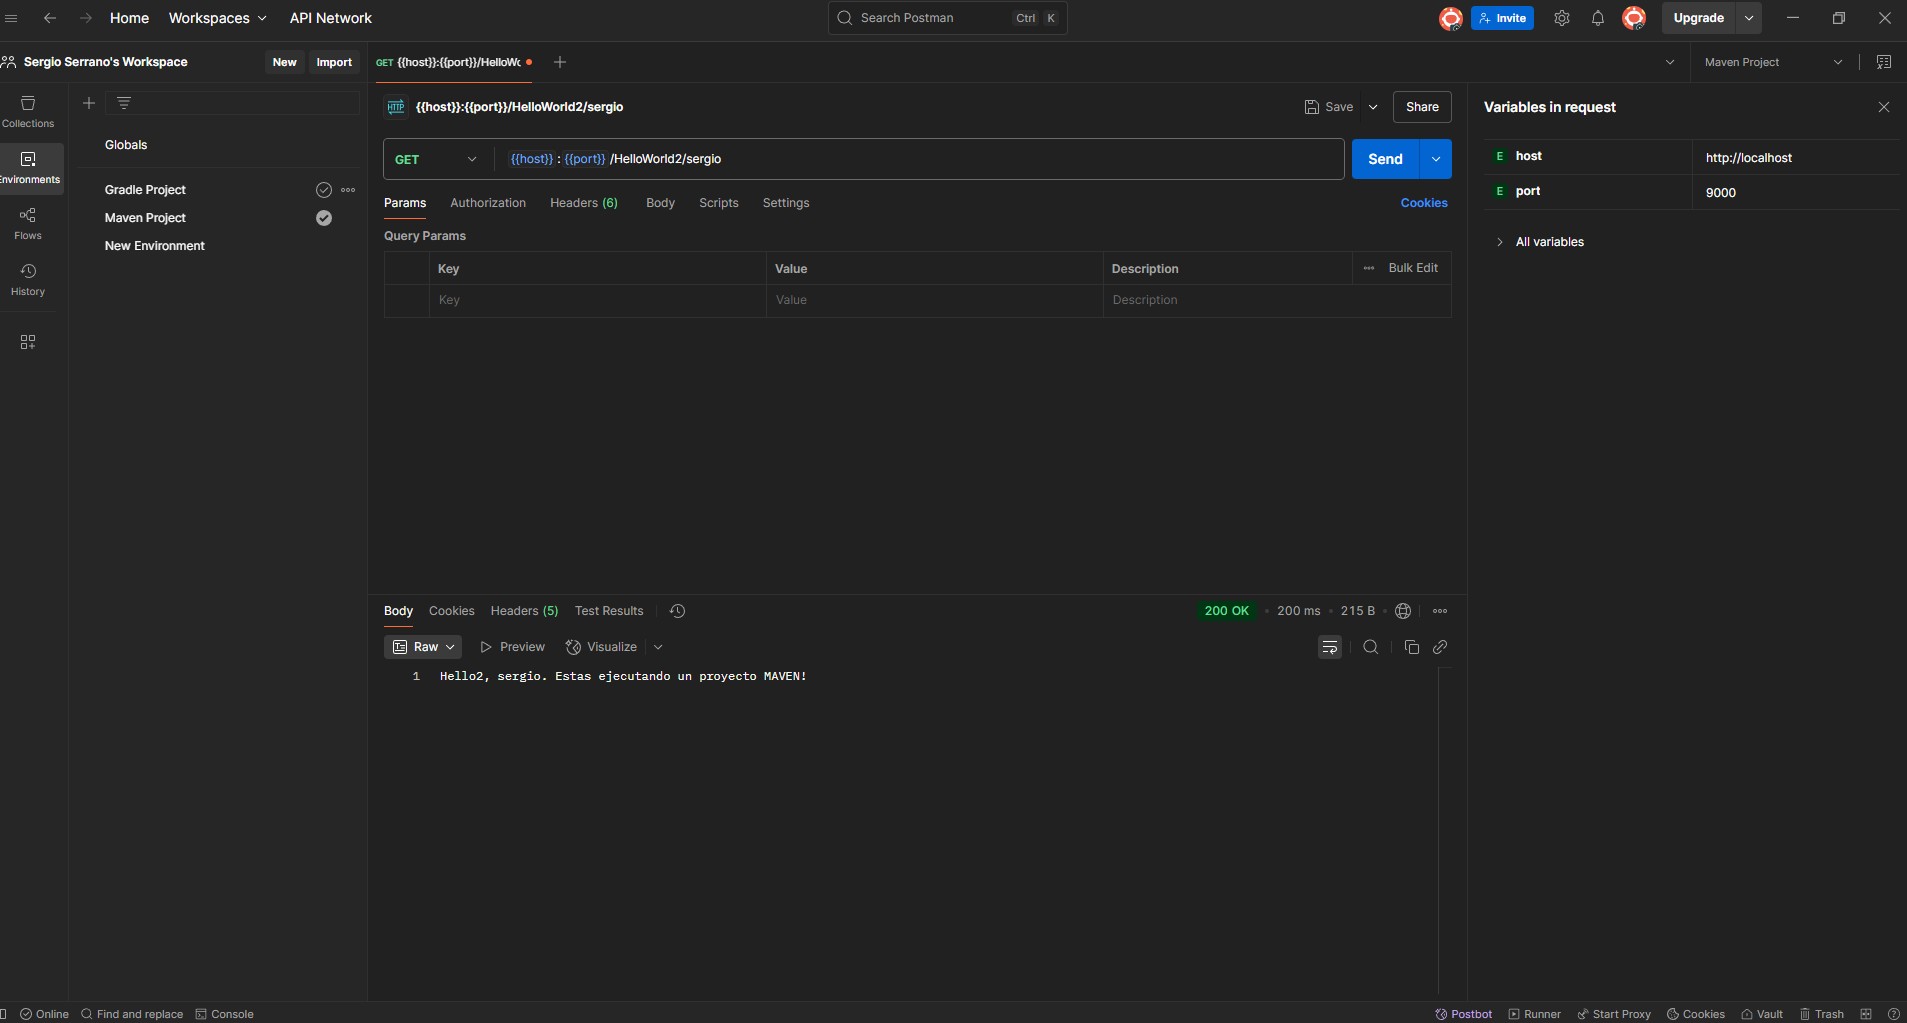 Home Workspaces API Network Search Postman Ctrl K Invite Upgrade
Sergio Serrano's Workspace New Import GET {{host}}:{{port}}/HelloWo Maven Project
Collections
Environments
Flows
History
Globals
Gradle Project
Maven Project
New Environment
HTTP {{host}}:{{port}}/HelloWorld2/sergio Save Share
GET {{host}} : {{port}} /HelloWorld2/sergio Send
Params Authorization Headers (6) Body Scripts Settings Cookies
Query Params
Key Value Description Bulk Edit
Key Value Description
Variables in request
E host http://localhost
E port 9000
All variables
Body Cookies Headers (5) Test Results 200 OK 200 ms 215 B
Raw Preview Visualize
1 Hello2, sergio. Estas ejecutando un proyecto MAVEN!
Online Find and replace Console Postbot Runner Start Proxy Cookies Vault Trash